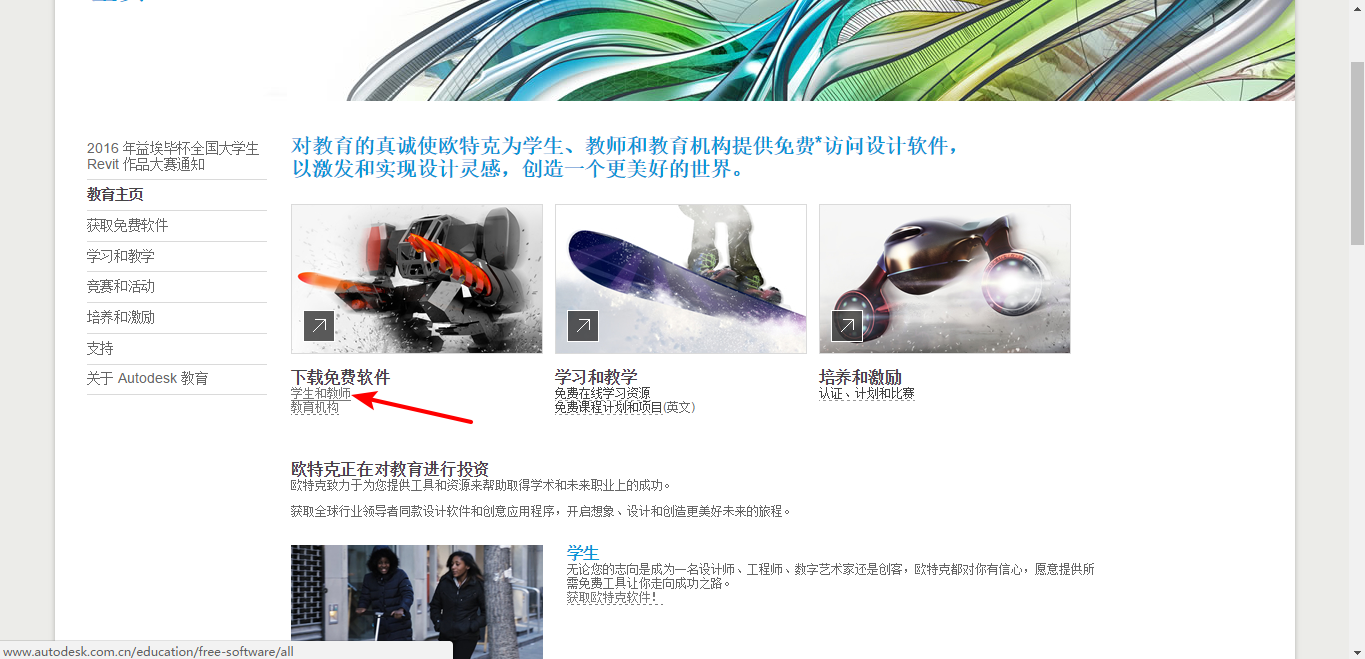 2016 年益埃毕杯全国大学生
Revit 作品大赛通知
教育主页
获取免费软件
学习和教学
竞赛和活动
培养和激励
支持
关于 Autodesk 教育
对教育的真诚使欧特克为学生、教师和教育机构提供免费*访问设计软件，
以激发和实现设计灵感，创造一个更美好的世界。
下载免费软件
学生和教师
教育机构
学习和教学
免费在线学习资源
免费课程计划和项目(英文)
培养和激励
认证、计划和比赛
欧特克正在对教育进行投资
欧特克致力于为您提供工具和资源来帮助取得学术和未来职业上的成功。
获取全球行业领导者同款设计软件和创意应用程序，开启想象、设计和创造更美好未来的旅程。
学生
无论您的志向是成为一名设计师、工程师、数字艺术家还是创客，欧特克都对你有信心，愿意提供所
需免费工具让你走向成功之路。
获取欧特克软件！
www.autodesk.com.cn/education/free-software/all